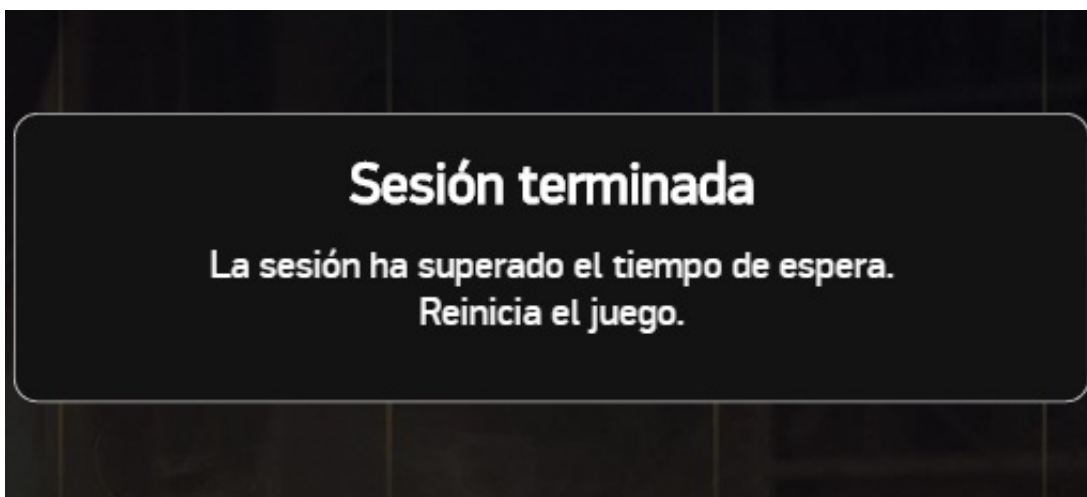 Sesión terminada
La sesión ha superado el tiempo de espera.
Reinicia el juego.